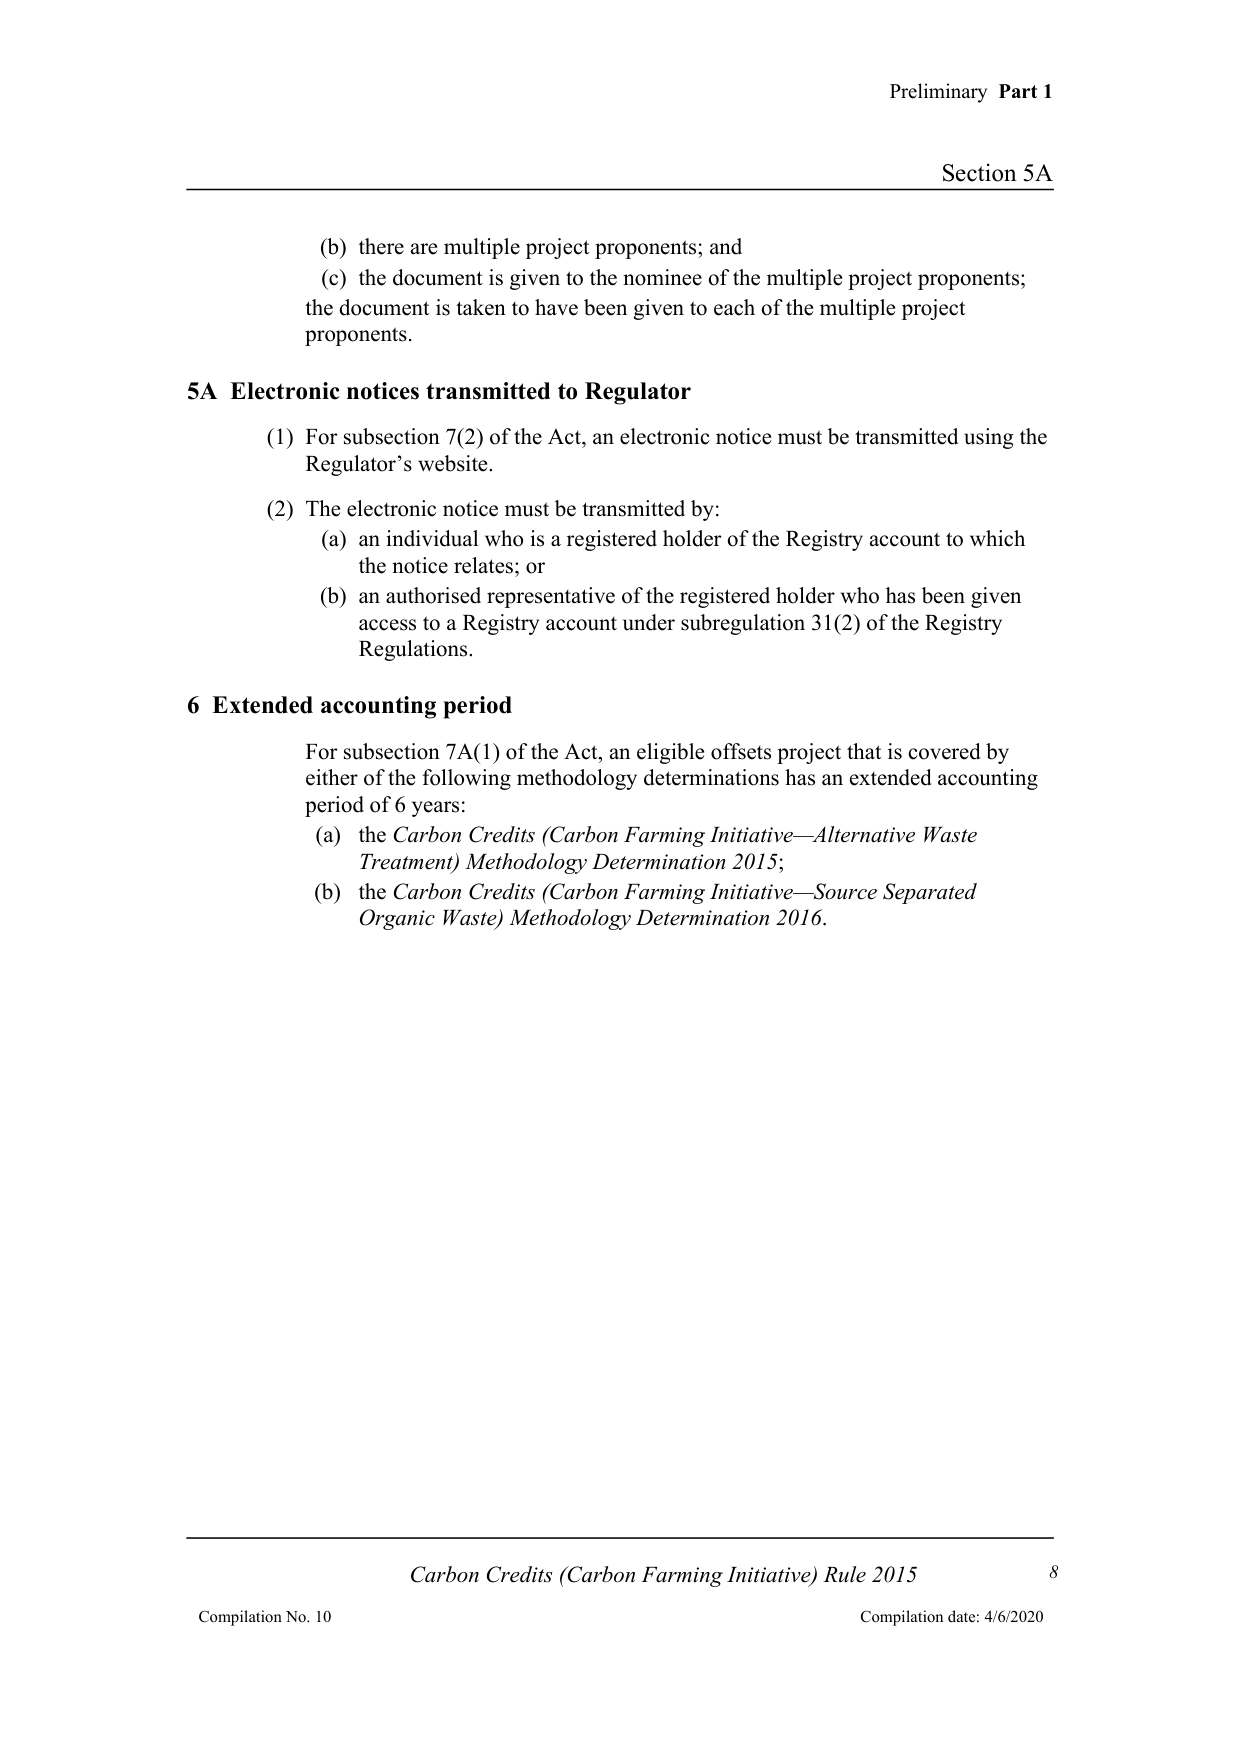 Preliminary  Part 1
Section 5A
(b) there are multiple project proponents; and
(c) the document is given to the nominee of the multiple project proponents;
the document is taken to have been given to each of the multiple project
proponents.
5A  Electronic notices transmitted to Regulator
(1) For subsection 7(2) of the Act, an electronic notice must be transmitted using the
Regulator’s website.
(2) The electronic notice must be transmitted by:
(a) an individual who is a registered holder of the Registry account to which
the notice relates; or
(b) an authorised representative of the registered holder who has been given
access to a Registry account under subregulation 31(2) of the Registry
Regulations.
6  Extended accounting period
For subsection 7A(1) of the Act, an eligible offsets project that is covered by
either of the following methodology determinations has an extended accounting
period of 6 years:
(a) the Carbon Credits (Carbon Farming Initiative—Alternative Waste
Treatment) Methodology Determination 2015;
(b) the Carbon Credits (Carbon Farming Initiative—Source Separated
Organic Waste) Methodology Determination 2016.
Carbon Credits (Carbon Farming Initiative) Rule 2015 8
Compilation No. 10 Compilation date: 4/6/2020